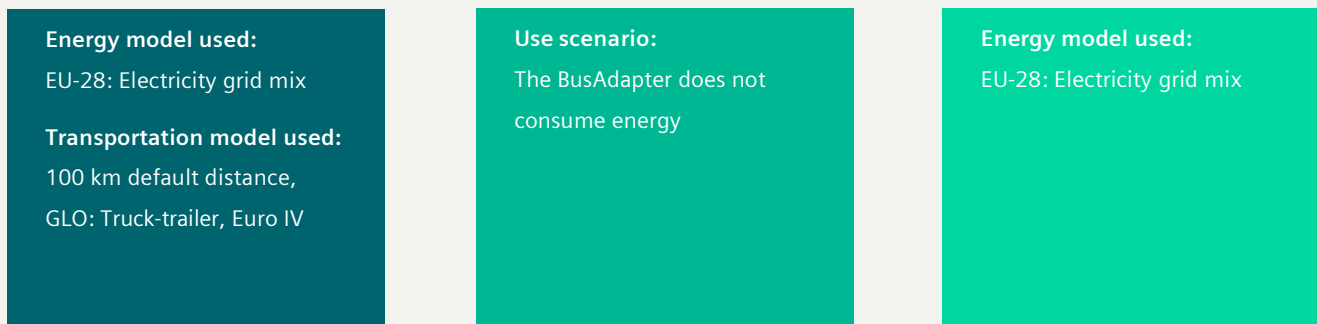 Energy model used:
EU-28: Electricity grid mix
Transportation model used:
100 km default distance,
GLO: Truck-trailer, Euro IV
Use scenario:
The BusAdapter does not
consume energy
Energy model used:
EU-28: Electricity grid mix